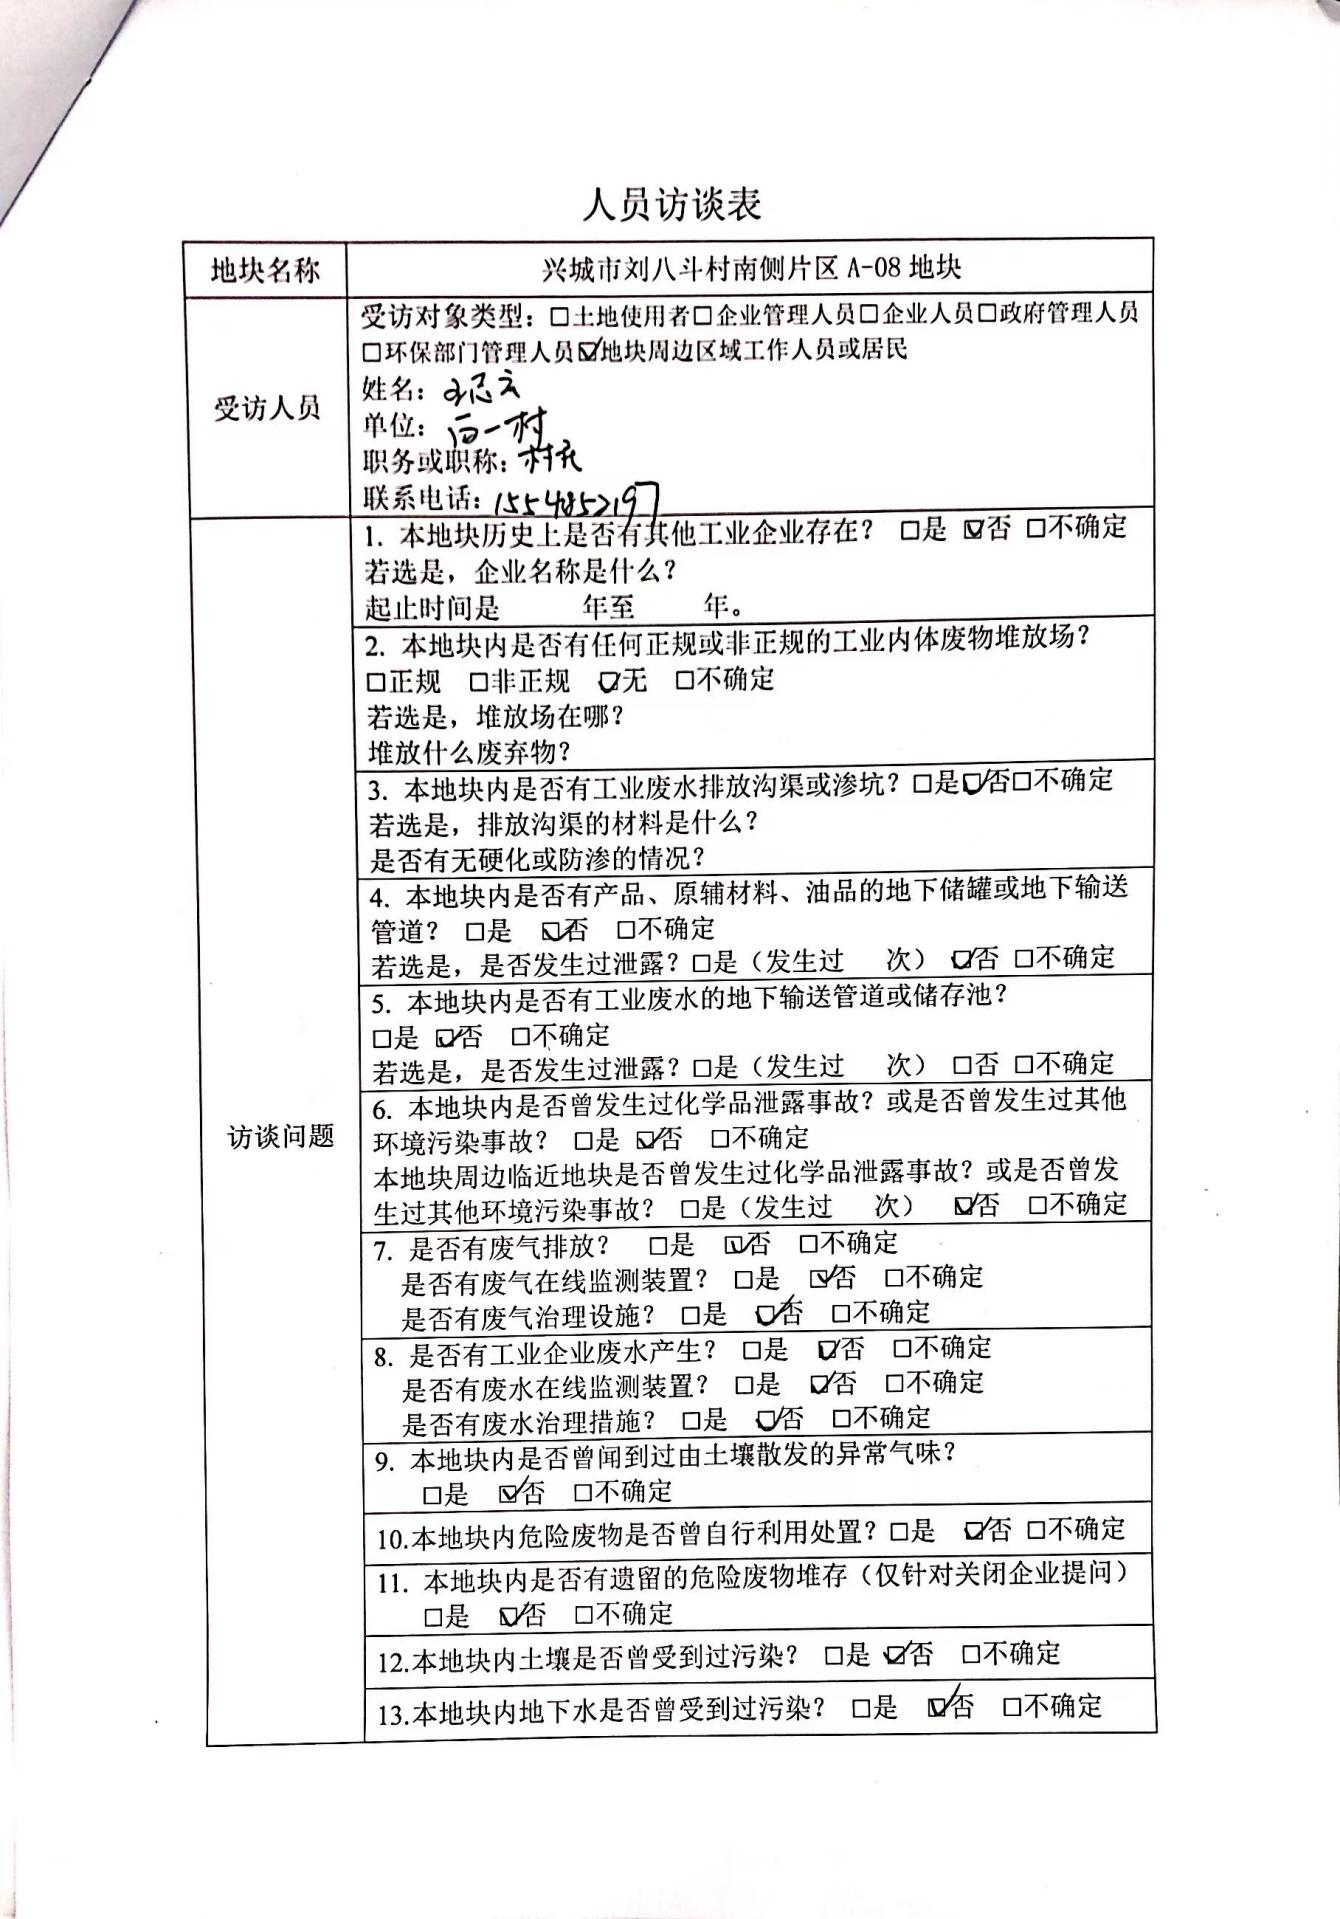 人员访谈表
地块名称
兴城市刘八斗村南侧片区 A-08 地块
受访人员
受访对象类型：□土地使用者□企业管理人员□企业人员□政府管理人员
□环保部门管理人员☑地块周边区域工作人员或居民
姓名：
单位：一村
职务或职称：村民
联系电话：
访谈问题
1. 本地块历史上是否有其他工业企业存在？ □是 ☑否 □不确定
若选是，企业名称是什么？
起止时间是 年至 年。
2. 本地块内是否有任何正规或非正规的工业内体废物堆放场？
□正规 □非正规 ☑无 □不确定
若选是，堆放场在哪？
堆放什么废弃物？
3. 本地块内是否有工业废水排放沟渠或渗坑？□是☑否□不确定
若选是，排放沟渠的材料是什么？
是否有无硬化或防渗的情况？
4. 本地块内是否有产品、原辅材料、油品的地下储罐或地下输送
管道？ □是 ☑否 □不确定
若选是，是否发生过泄露？□是（发生过 次） ☑否 □不确定
5. 本地块内是否有工业废水的地下输送管道或储存池？
□是 ☑否 □不确定
若选是，是否发生过泄露？□是（发生过 次） □否 □不确定
6. 本地块内是否曾发生过化学品泄露事故？或是否曾发生过其他
环境污染事故？ □是 ☑否 □不确定
本地块周边临近地块是否曾发生过化学品泄露事故？或是否曾发
生过其他环境污染事故？ □是（发生过 次） ☑否 □不确定
7. 是否有废气排放？ □是 ☑否 □不确定
是否有废气在线监测装置？ □是 ☑否 □不确定
是否有废气治理设施？ □是 ☑否 □不确定
8. 是否有工业企业废水产生？ □是 ☑否 □不确定
是否有废水在线监测装置？ □是 ☑否 □不确定
是否有废水治理措施？ □是 ☑否 □不确定
9. 本地块内是否曾闻到过由土壤散发的异常气味？
□是 ☑否 □不确定
10.本地块内危险废物是否曾自行利用处置？□是 ☑否 □不确定
11. 本地块内是否有遗留的危险废物堆存（仅针对关闭企业提问）
□是 ☑否 □不确定
12.本地块内土壤是否曾受到过污染？ □是 ☑否 □不确定
13.本地块内地下水是否曾受到过污染？ □是 ☑否 □不确定